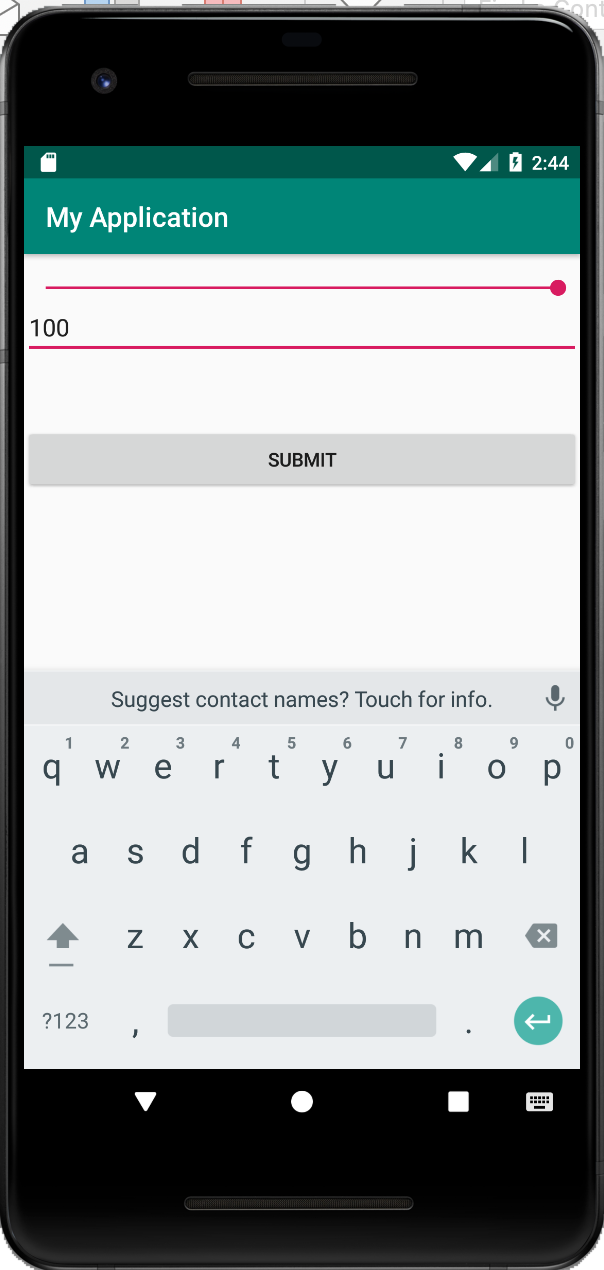 Cont
2:44
My Application
100
SUBMIT
Suggest contact names? Touch for info.
1 2 3 4 5 6 7 8 9 0
q w e r t y u i o p
a s d f g h j k l
z x c v b n m
?123 , .